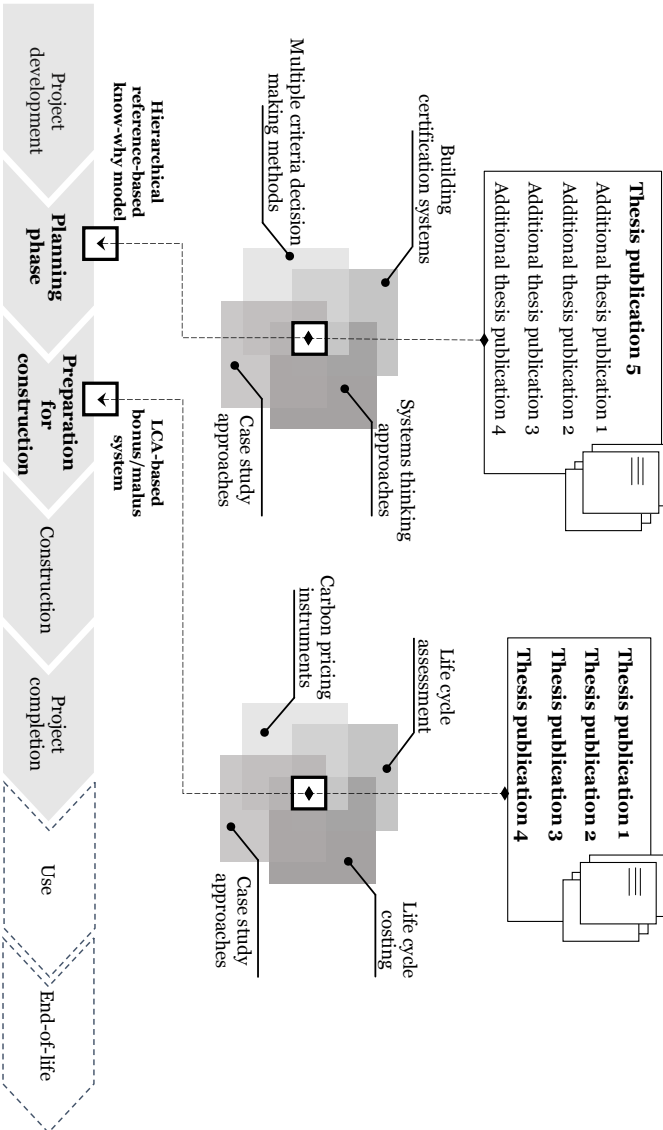 Thesis publication 5
Additional thesis publication 1
Additional thesis publication 2
Additional thesis publication 3
Additional thesis publication 4
Thesis publication 1
Thesis publication 2
Thesis publication 3
Thesis publication 4
Building
certification systems
Systems thinking
approaches
Multiple criteria decision
making methods
Case study
approaches
Life cycle
assessment
Life cycle
costing
Carbon pricing
instruments
Case study
approaches
Hierarchical
reference-based
know-why model
LCA-based
bonus/malus
system
Project
development
Planning
phase
Preparation
for
construction
Construction
Project
completion
Use
End-of-life